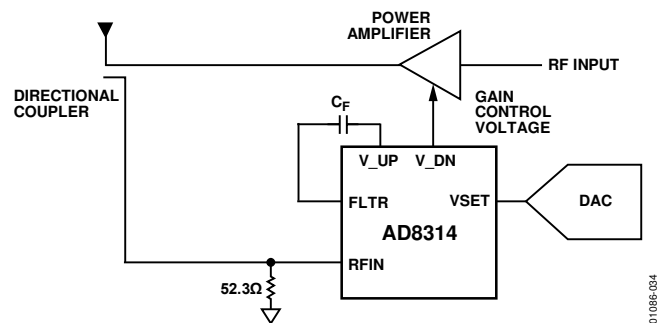 POWER
AMPLIFIER
RF INPUT
DIRECTIONAL
COUPLER
GAIN
CONTROL
VOLTAGE
CF
V_UP
V_DN
FLTR
VSET
DAC
AD8314
RFIN
52.3Ω
01086-034